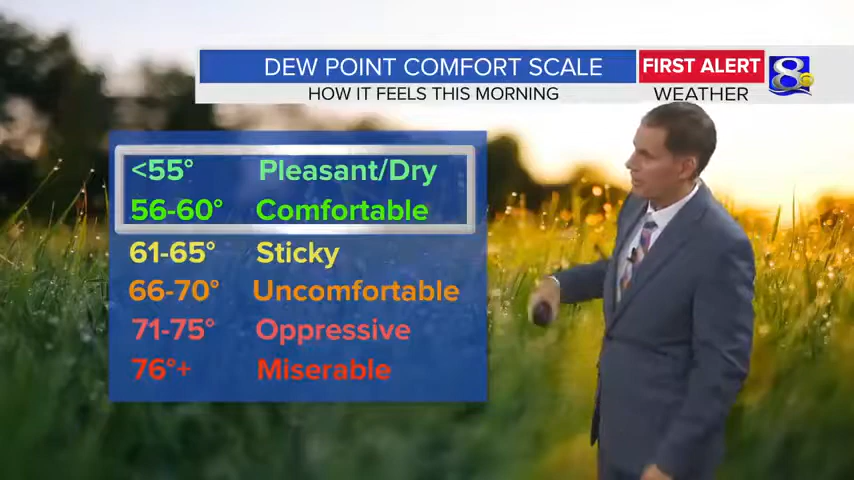 DEW POINT COMFORT SCALE
HOW IT FEELS THIS MORNING
FIRST ALERT
WEATHER
8
<55° Pleasant/Dry
56-60° Comfortable
61-65° Sticky
66-70° Uncomfortable
71-75° Oppressive
76°+ Miserable